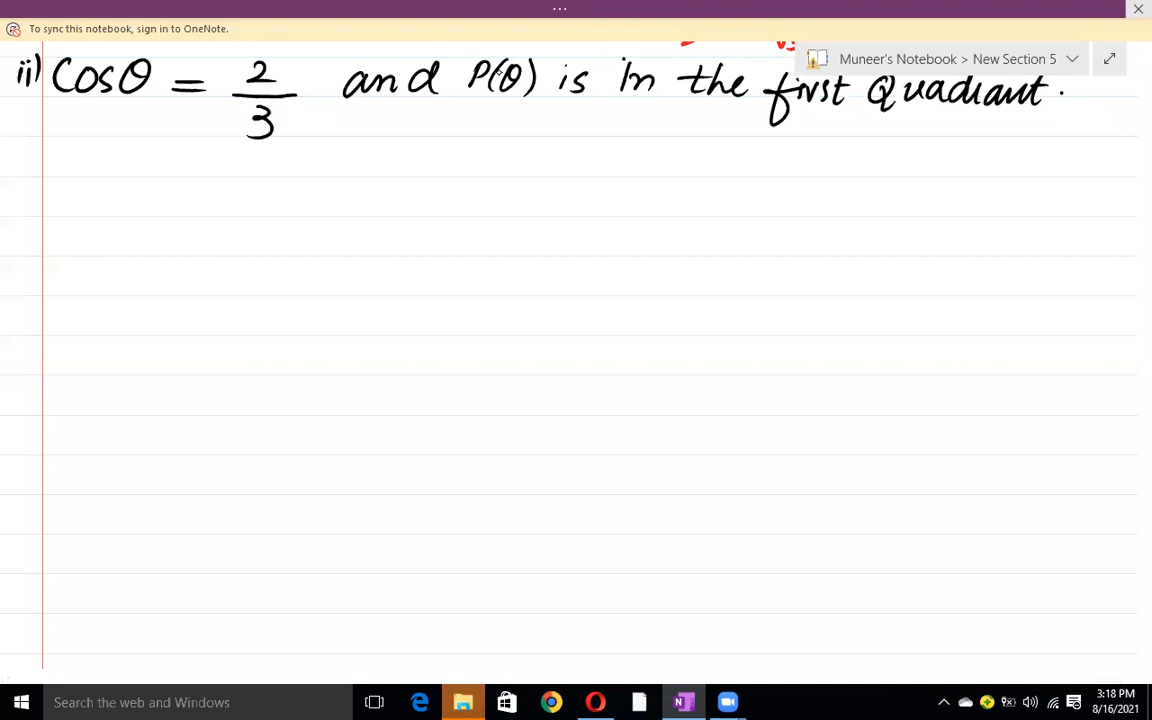 ...
To sync this notebook, sign in to OneNote.
Muneer's Notebook > New Section 5
ii) Cosθ = 2/3 and P(θ) is in the first Quadrant.
Search the web and Windows
3:18 PM
8/16/2021